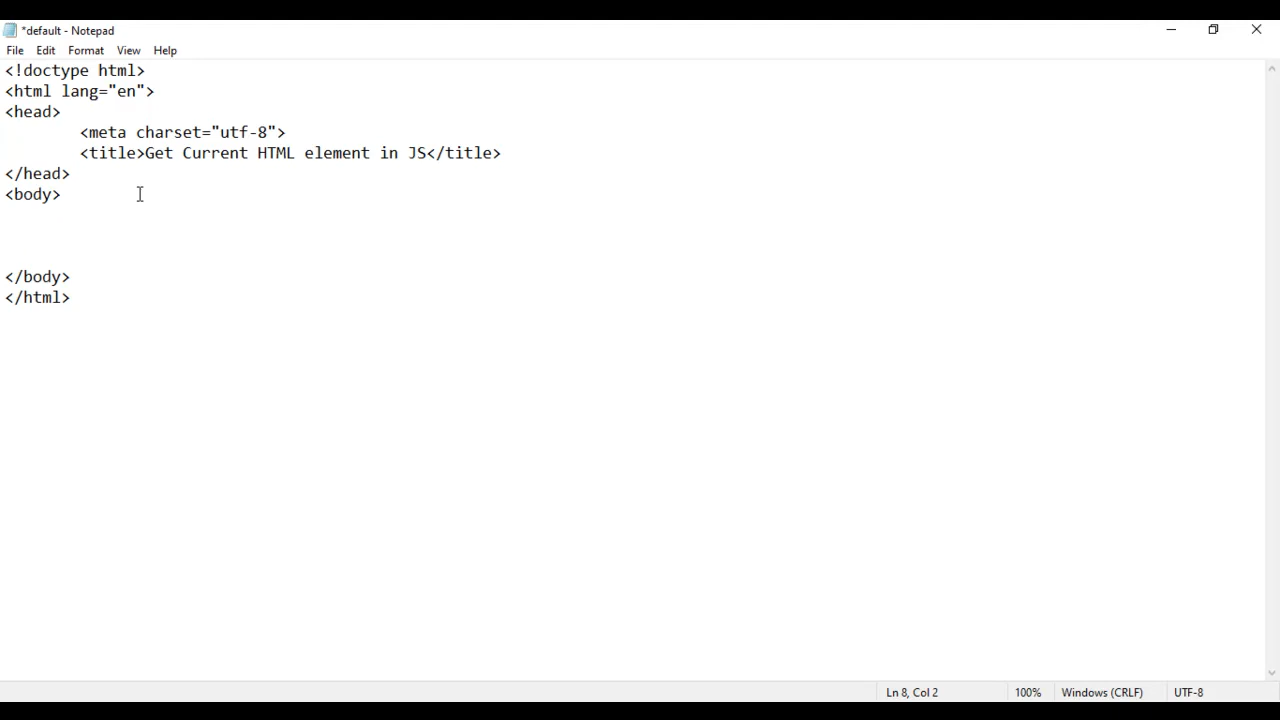 *default - Notepad
File Edit Format View Help
<!doctype html>
<html lang="en">
<head>
<meta charset="utf-8">
<title>Get Current HTML element in JS</title>
</head>
<body>
</body>
</html>
Ln 8, Col 2 100% Windows (CRLF) UTF-8